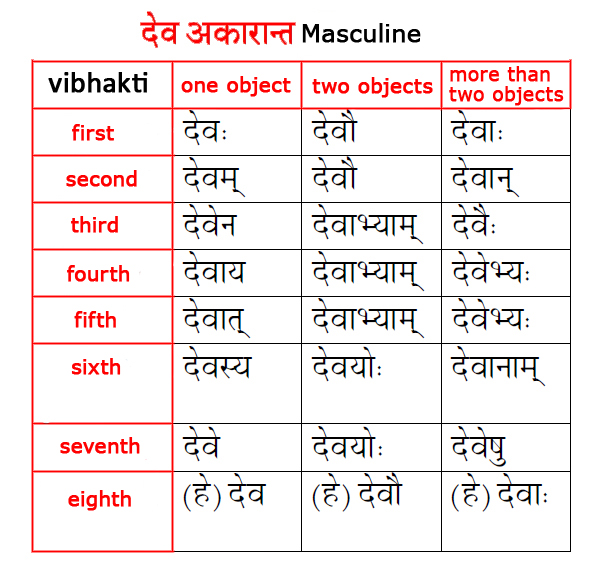 देव अकारान्त Masculine
vibhakti one object two objects more than two objects
first देवः देवौ देवाः
second देवम् देवौ देवान्
third देवेन देवाभ्याम् देवैः
fourth देवाय देवाभ्याम् देवेभ्यः
fifth देवात् देवाभ्याम् देवेभ्यः
sixth देवस्य देवयोः देवानाम्
seventh देवे देवयोः देवेषु
eighth (हे) देव (हे) देवौ (हे) देवाः